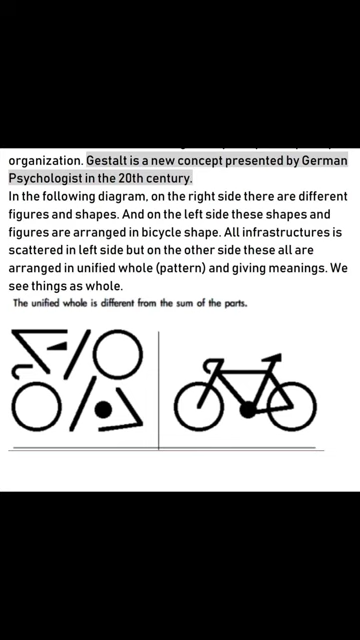 organization. Gestalt is a new concept presented by German
Psychologist in the 20th century.
In the following diagram, on the right side there are different
figures and shapes. And on the left side these shapes and
figures are arranged in bicycle shape. All infrastructures is
scattered in left side but on the other side these all are
arranged in unified whole (pattern) and giving meanings. We
see things as whole.
The unified whole is different from the sum of the parts.